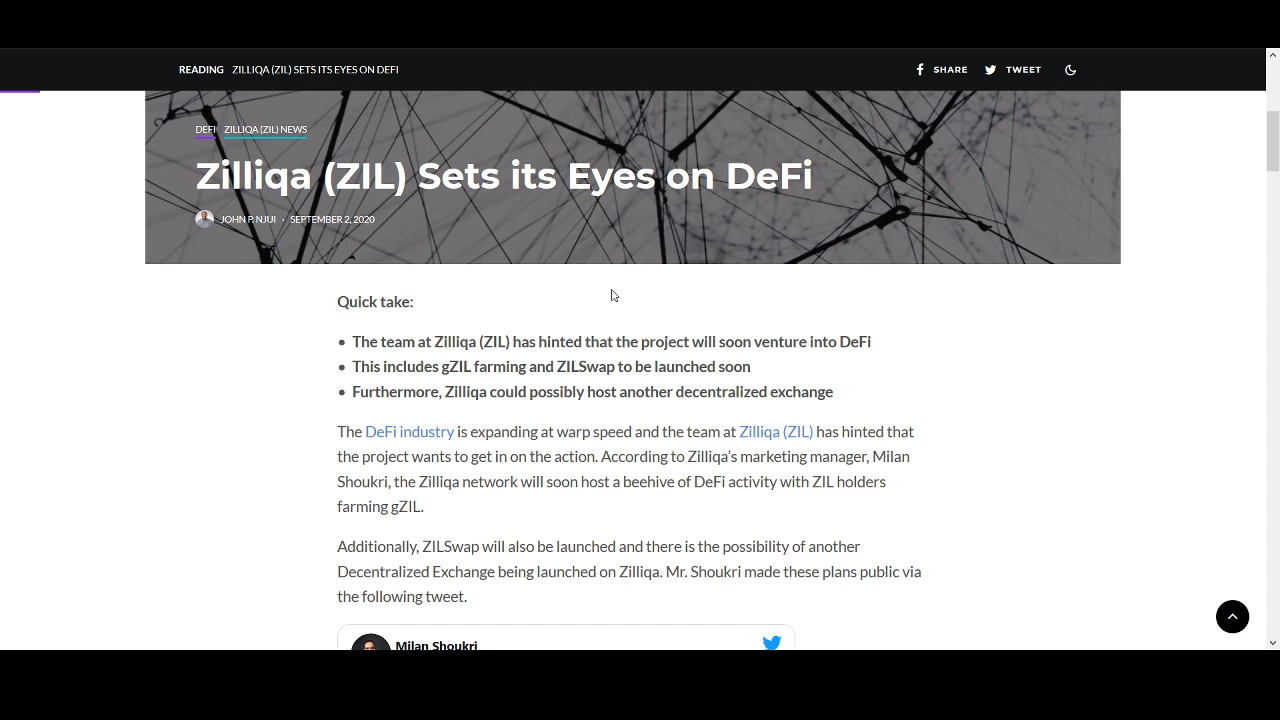 READING ZILLIQA (ZIL) SETS ITS EYES ON DEFI
SHARE TWEET
DEFI ZILLIQA (ZIL) NEWS
Zilliqa (ZIL) Sets its Eyes on DeFi
JOHN P. NJUI · SEPTEMBER 2, 2020
Quick take:
• The team at Zilliqa (ZIL) has hinted that the project will soon venture into DeFi
• This includes gZIL farming and ZILSwap to be launched soon
• Furthermore, Zilliqa could possibly host another decentralized exchange
The DeFi industry is expanding at warp speed and the team at Zilliqa (ZIL) has hinted that
the project wants to get in on the action. According to Zilliqa’s marketing manager, Milan
Shoukri, the Zilliqa network will soon host a beehive of DeFi activity with ZIL holders
farming gZIL.
Additionally, ZILSwap will also be launched and there is the possibility of another
Decentralized Exchange being launched on Zilliqa. Mr. Shoukri made these plans public via
the following tweet.
Milan Shoukri